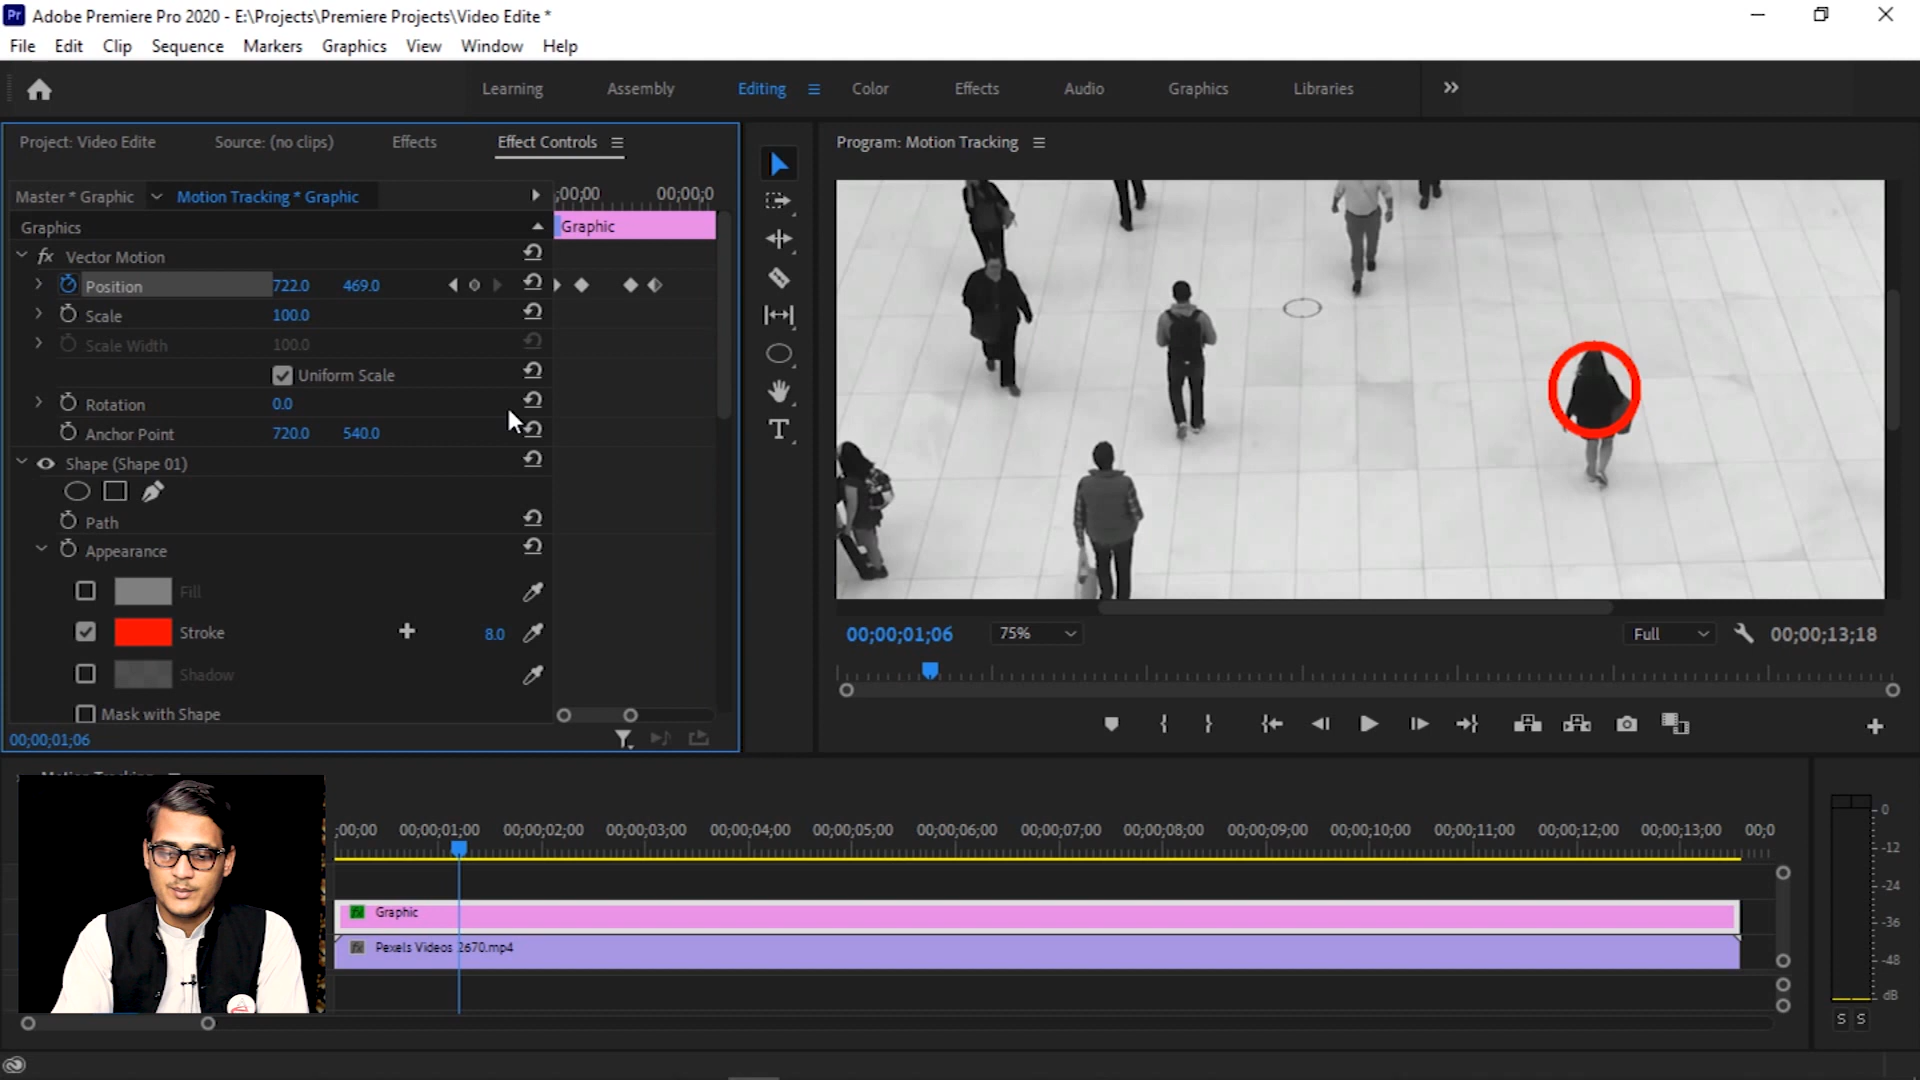 Adobe Premiere Pro 2020 - E:\Projects\Premiere Projects\Video Edite *
File Edit Clip Sequence Markers Graphics View Window Help
Learning Assembly Editing Color Effects Audio Graphics Libraries
Project: Video Edite Source: (no clips) Effects Effect Controls
Program: Motion Tracking
Master * Graphic Motion Tracking * Graphic ;00;00 00;00;0
Graphics Graphic
fx Vector Motion
Position 722.0 469.0
Scale 100.0
Scale Width 100.0
Uniform Scale
Rotation 0.0
Anchor Point 720.0 540.0
Shape (Shape 01)
Path
Appearance
Fill
Stroke 8.0
Shadow
Mask with Shape
00;00;01;06
00;00;01;06 75% Full 00;00;13;18
;00;00 00;00;01;00 00;00;02;00 00;00;03;00 00;00;04;00 00;00;05;00 00;00;06;00 00;00;07;00 00;00;08;00 00;00;09;00 00;00;10;00 00;00;11;00 00;00;12;00 00;00;13;00 00;0
fx Graphic
fx Pexels Videos 2670.mp4
0
-12
-24
-36
-48
dB
S S